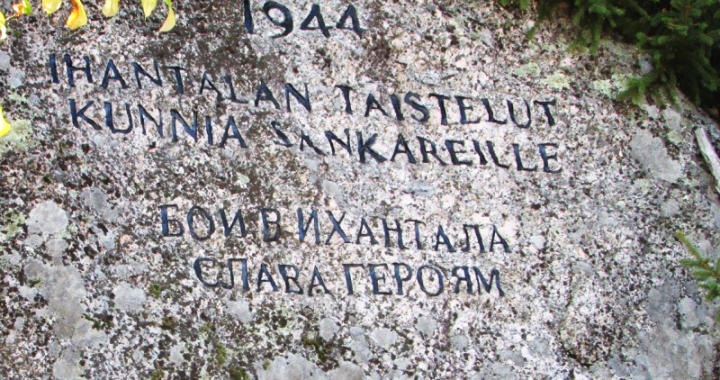 1944
IHANTALAN TAISTELUT
KUNNIA SANKAREILLE
БОИ В ИХАНТАЛА
СЛАВА ГЕРОЯМ